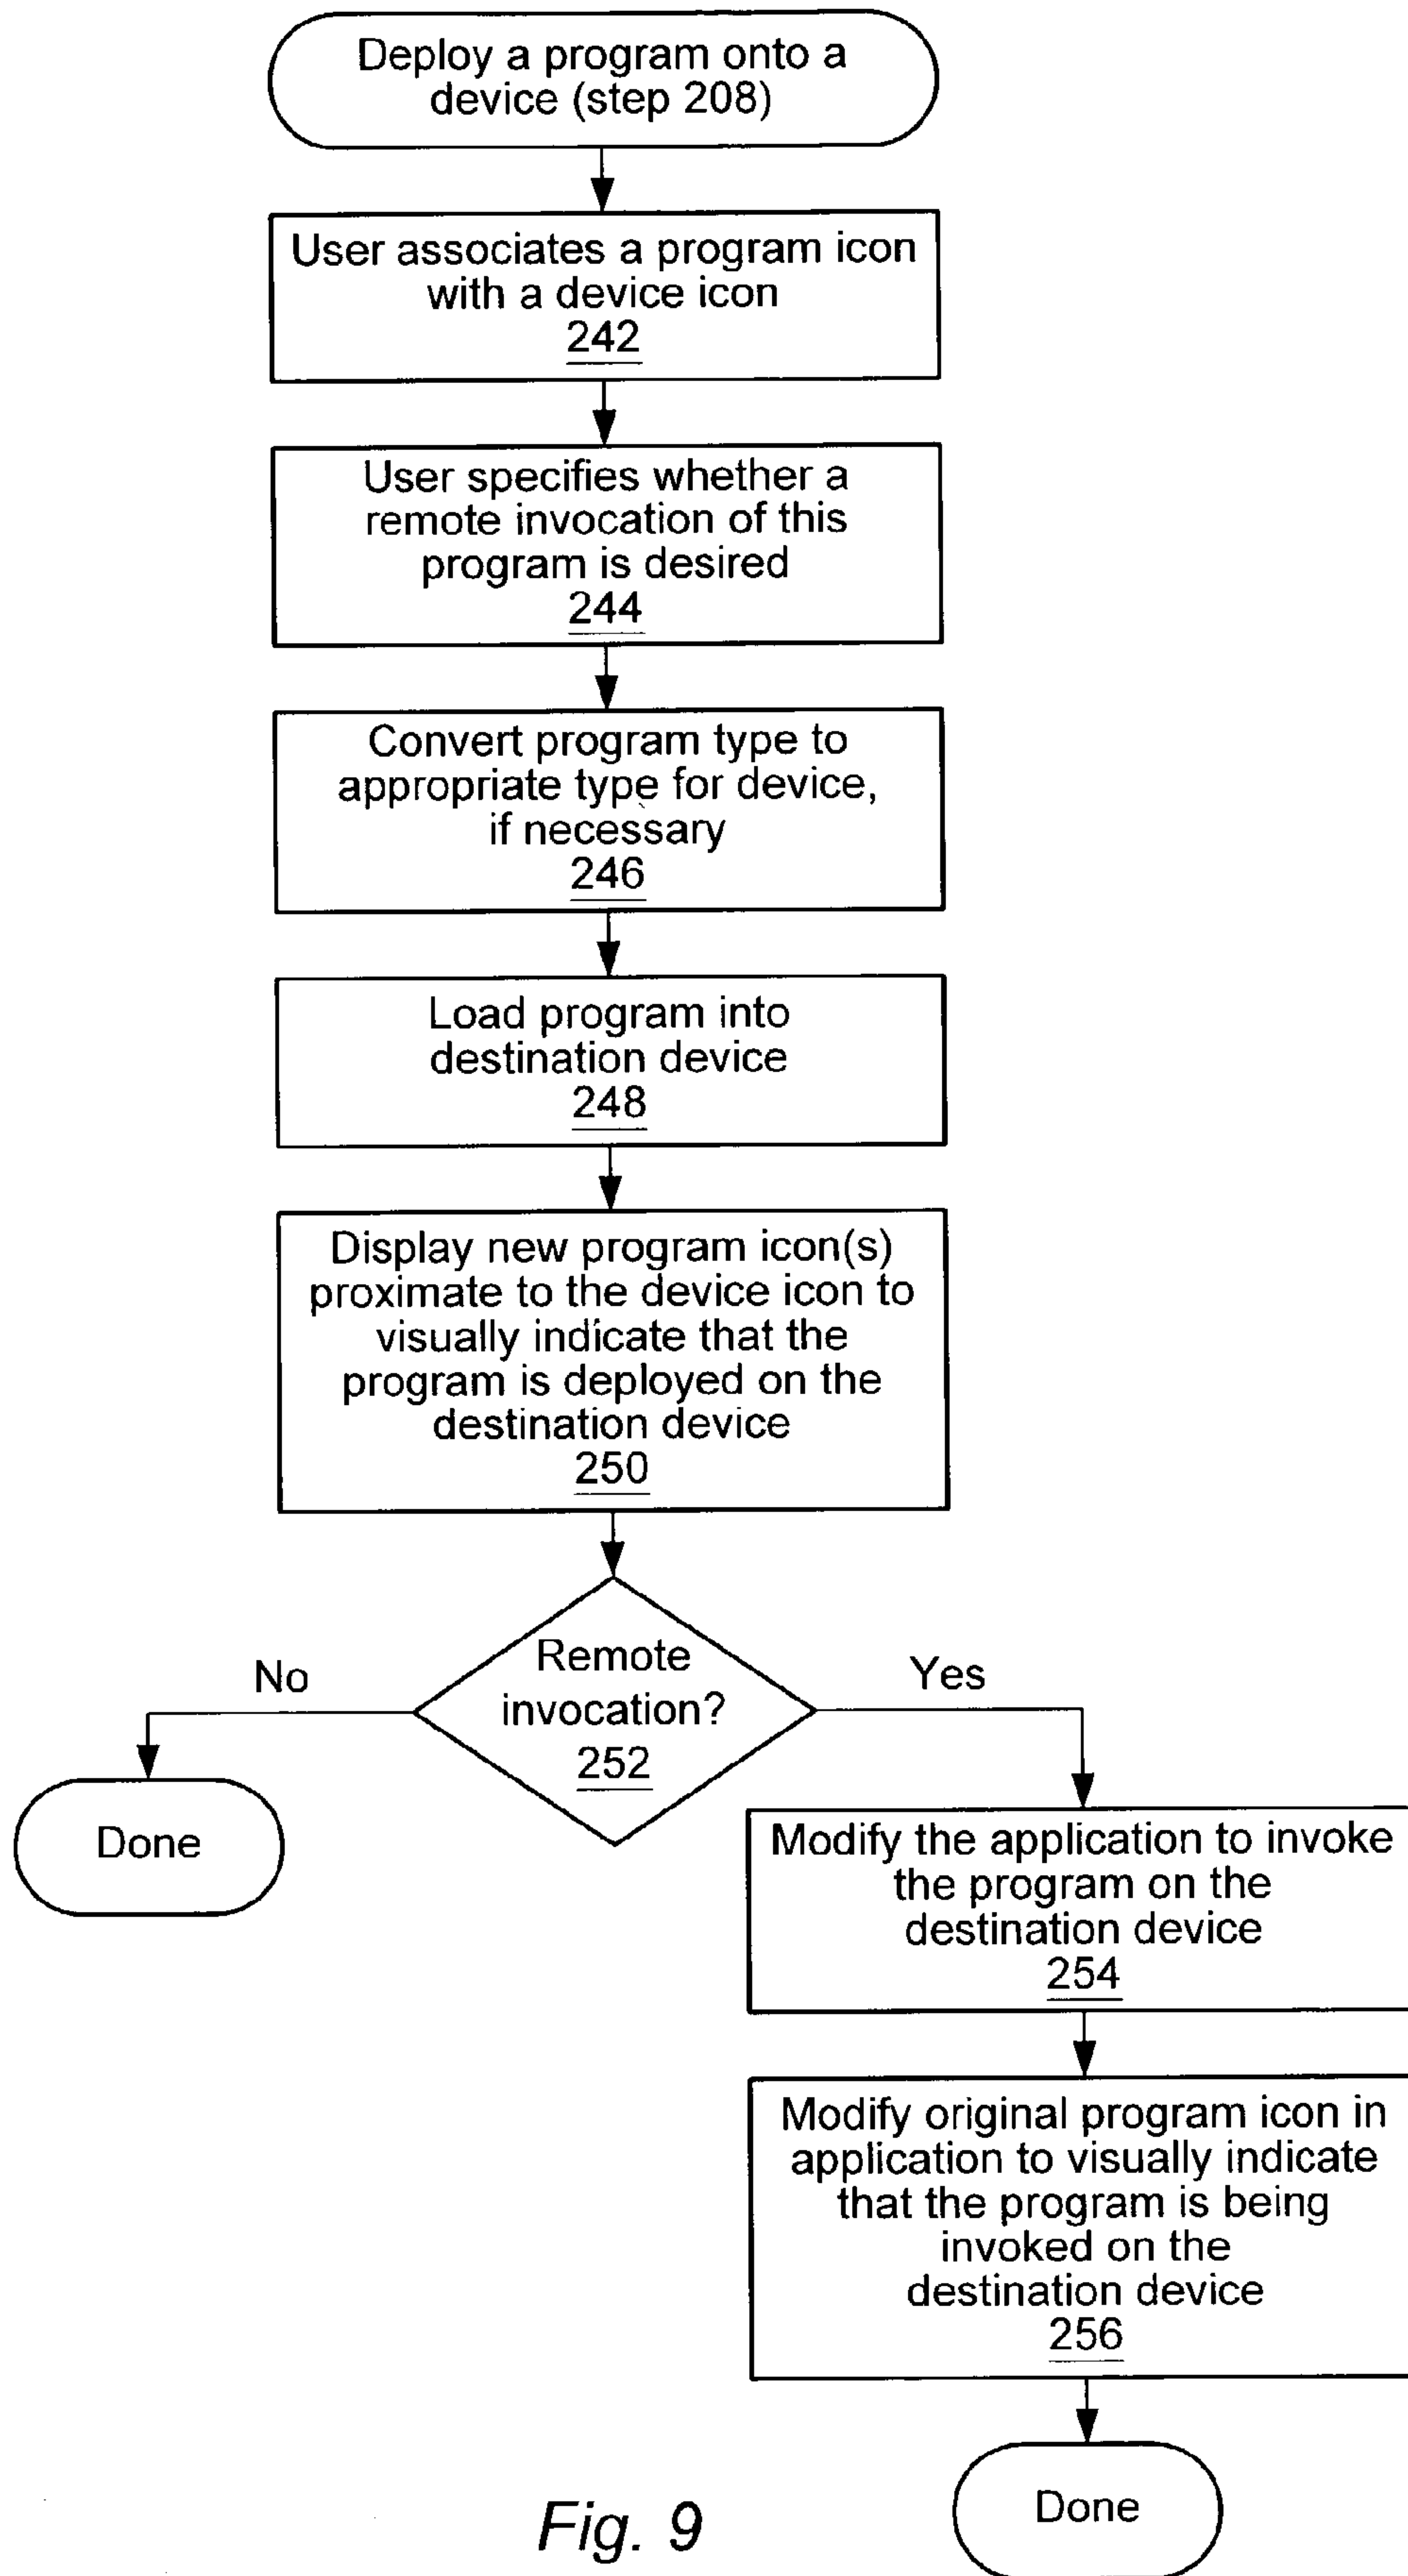 Deploy a program onto a
device (step 208)
User associates a program icon
with a device icon
242
User specifies whether a
remote invocation of this
program is desired
244
Convert program type to
appropriate type for device,
if necessary
246
Load program into
destination device
248
Display new program icon(s)
proximate to the device icon to
visually indicate that the
program is deployed on the
destination device
250
Remote
invocation?
252
No
Yes
Done
Modify the application to invoke
the program on the
destination device
254
Modify original program icon in
application to visually indicate
that the program is being
invoked on the
destination device
256
Done
Fig. 9